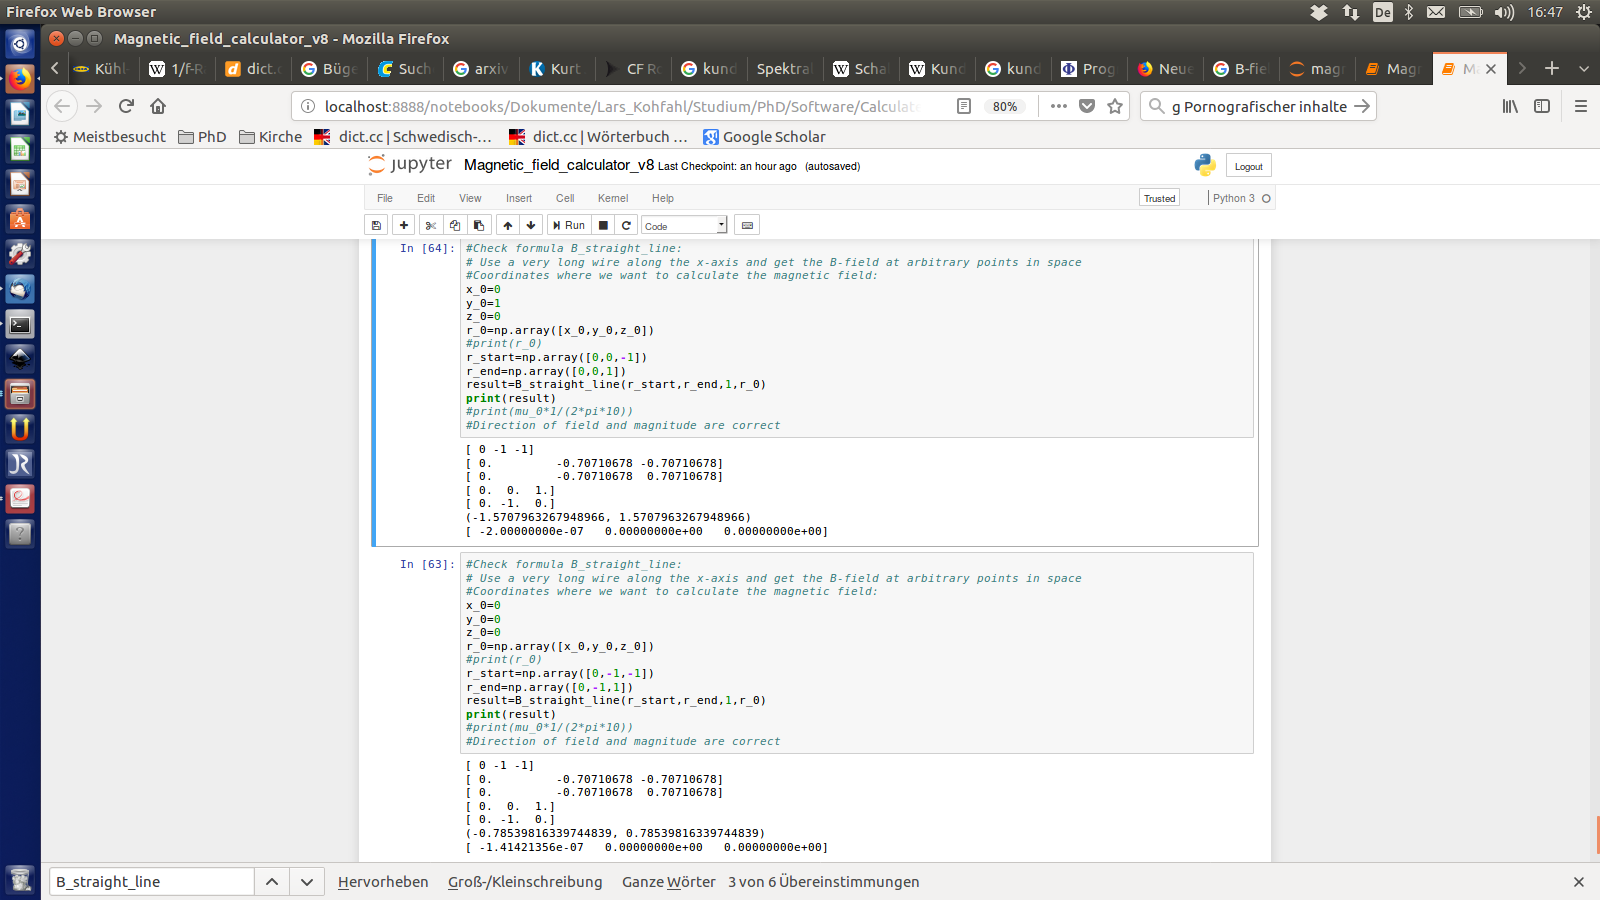 Firefox Web Browser
De
16:47
Magnetic_field_calculator_v8 - Mozilla Firefox
Kühl-
1/f-R
dict.c
Büge
Such
arxiv
Kurt
CF Ro
kund
Spektral
Scha
Kund
kund
Prog
Neue
B-fie
magn
Magn
Ma
localhost:8888/notebooks/Dokumente/Lars_Kohfahl/Studium/PhD/Software/Calculat
80%
g Pornografischer inhalte
Meistbesucht
PhD
Kirche
dict.cc | Schwedisch-...
dict.cc | Wörterbuch ...
Google Scholar
jupyter Magnetic_field_calculator_v8 Last Checkpoint: an hour ago (autosaved)
Logout
File Edit View Insert Cell Kernel Help
Trusted
Python 3
Run
Code
In [64]:
#Check formula B_straight_line:
# Use a very long wire along the x-axis and get the B-field at arbitrary points in space
#Coordinates where we want to calculate the magnetic field:
x_0=0
y_0=1
z_0=0
r_0=np.array([x_0,y_0,z_0])
#print(r_0)
r_start=np.array([0,0,-1])
r_end=np.array([0,0,1])
result=B_straight_line(r_start,r_end,1,r_0)
print(result)
#print(mu_0*1/(2*pi*10))
#Direction of field and magnitude are correct
[ 0 -1 -1]
[ 0.         -0.70710678 -0.70710678]
[ 0.         -0.70710678  0.70710678]
[ 0.  0.  1.]
[ 0. -1.  0.]
(-1.5707963267948966, 1.5707963267948966)
[ -2.00000000e-07   0.00000000e+00   0.00000000e+00]
In [63]:
#Check formula B_straight_line:
# Use a very long wire along the x-axis and get the B-field at arbitrary points in space
#Coordinates where we want to calculate the magnetic field:
x_0=0
y_0=0
z_0=0
r_0=np.array([x_0,y_0,z_0])
#print(r_0)
r_start=np.array([0,-1,-1])
r_end=np.array([0,-1,1])
result=B_straight_line(r_start,r_end,1,r_0)
print(result)
#print(mu_0*1/(2*pi*10))
#Direction of field and magnitude are correct
[ 0 -1 -1]
[ 0.         -0.70710678 -0.70710678]
[ 0.         -0.70710678  0.70710678]
[ 0.  0.  1.]
[ 0. -1.  0.]
(-0.78539816339744839, 0.78539816339744839)
[ -1.41421356e-07   0.00000000e+00   0.00000000e+00]
B_straight_line
Hervorheben
Groß-/Kleinschreibung
Ganze Wörter
3 von 6 Übereinstimmungen